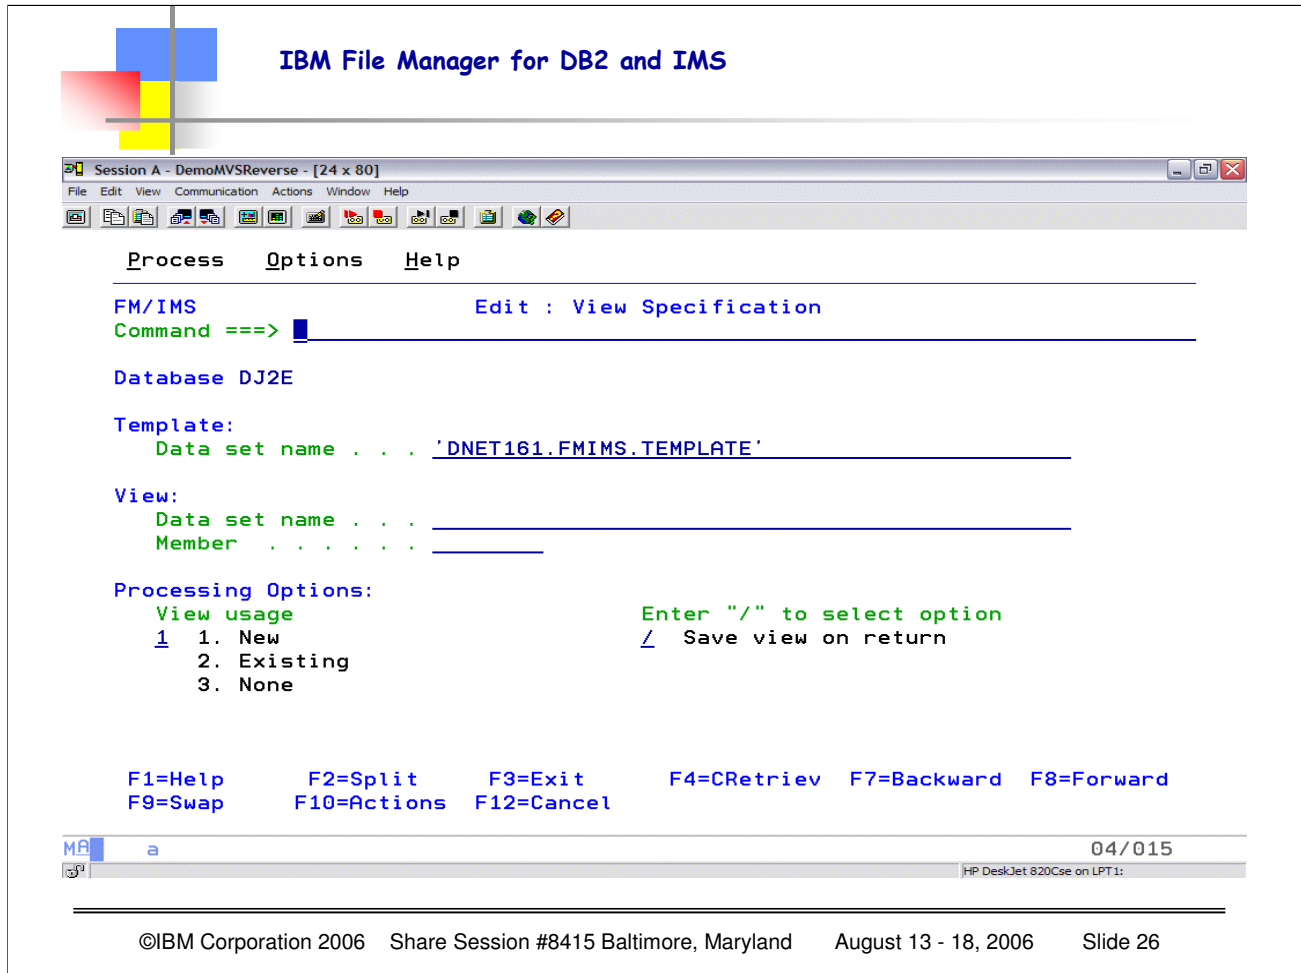 IBM File Manager for DB2 and IMS
Session A - DemoMVSReverse - [24 x 80]
File Edit View Communication Actions Window Help
Process Options Help
FM/IMS Edit : View Specification
Command ===>
Database DJ2E
Template:
Data set name . . . 'DNET161.FMIMS.TEMPLATE'
View:
Data set name . . .
Member . . . . . .
Processing Options:
View usage Enter "/" to select option
1 1. New / Save view on return
2. Existing
3. None
F1=Help F2=Split F3=Exit F4=CRetriev F7=Backward F8=Forward
F9=Swap F10=Actions F12=Cancel
MA a 04/015
HP DeskJet 820Cse on LPT1:
©IBM Corporation 2006 Share Session #8415 Baltimore, Maryland August 13 - 18, 2006 Slide 26